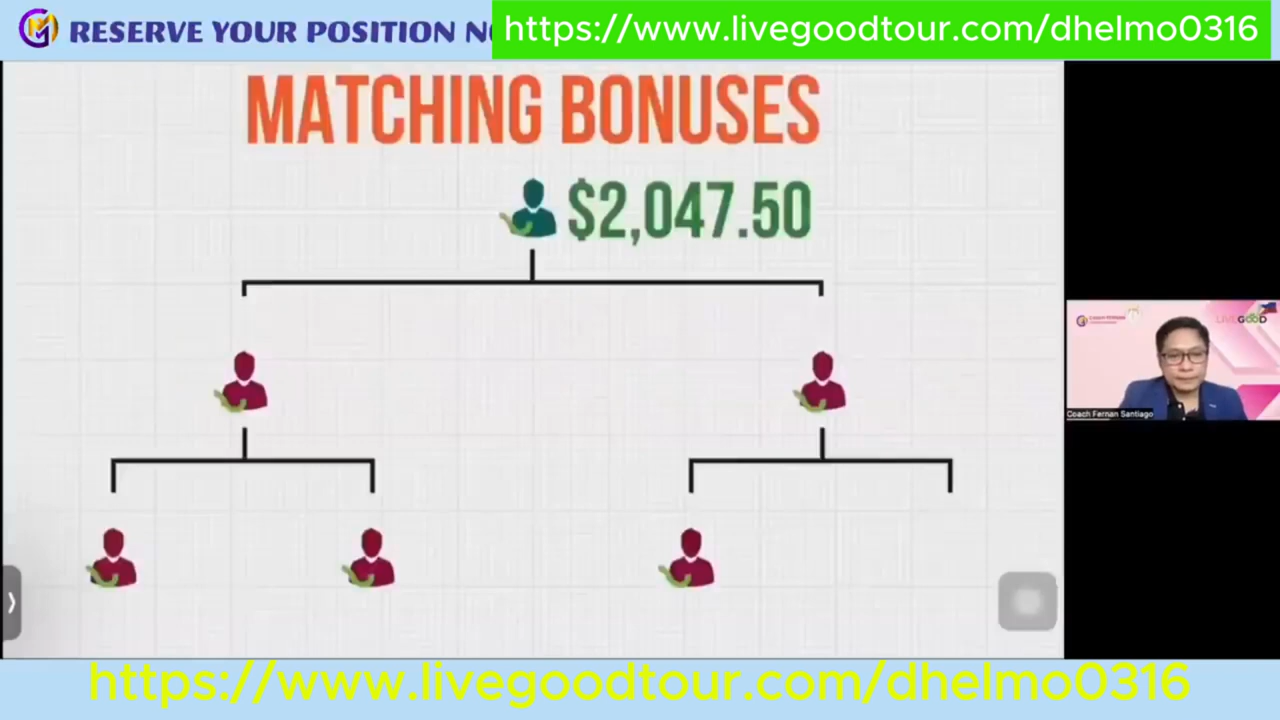 RESERVE YOUR POSITION
https://www.livegoodtour.com/dhelmo0316
MATCHING BONUSES
$2,047.50
LIVEGOOD
Coach Fernan Santiago
https://www.livegoodtour.com/dhelmo0316